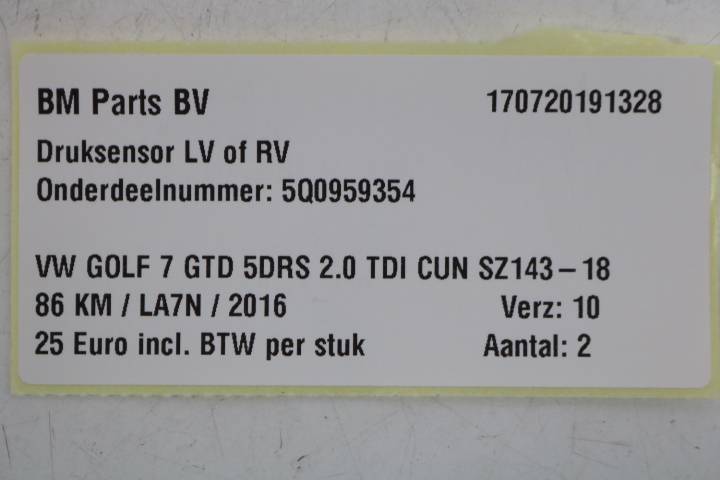 BM Parts BV 170720191328
Druksensor LV of RV
Onderdeelnummer: 5Q0959354
VW GOLF 7 GTD 5DRS 2.0 TDI CUN SZ143-18
86 KM / LA7N / 2016 Verz: 10
25 Euro incl. BTW per stuk Aantal: 2